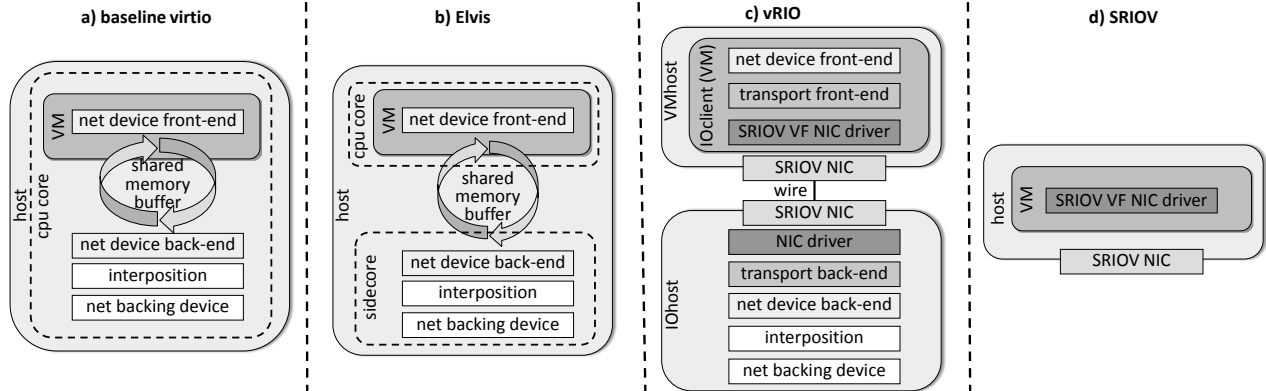 a) baseline virtio
host
cpu core
VM
net device front-end
shared
memory
buffer
net device back-end
interposition
net backing device
b) Elvis
host
cpu core
VM
net device front-end
shared
memory
buffer
sidecore
net device back-end
interposition
net backing device
c) vRIO
VMhost
IOclient (VM)
net device front-end
transport front-end
SRIOV VF NIC driver
SRIOV NIC
wire
SRIOV NIC
IOhost
NIC driver
transport back-end
net device back-end
interposition
net backing device
d) SRIOV
host
VM
SRIOV VF NIC driver
SRIOV NIC